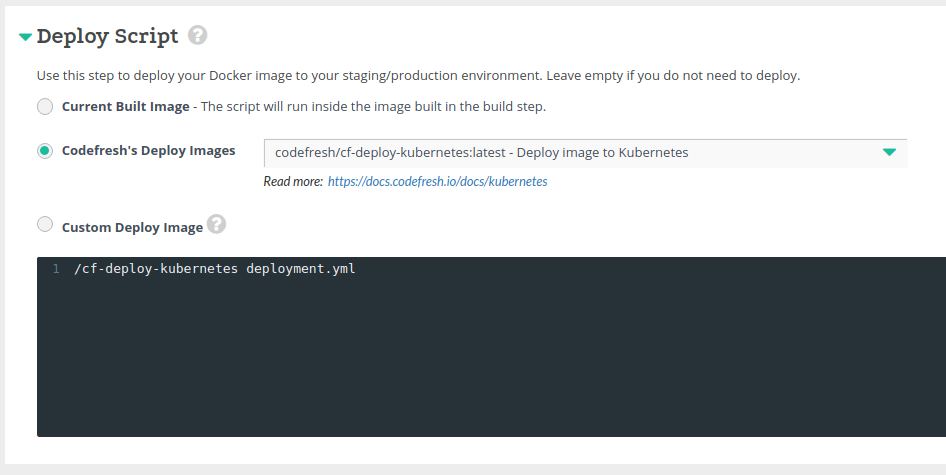 Deploy Script ?
Use this step to deploy your Docker image to your staging/production environment. Leave empty if you do not need to deploy.
Current Built Image - The script will run inside the image built in the build step.
Codefresh's Deploy Images codefresh/cf-deploy-kubernetes:latest - Deploy image to Kubernetes
Read more: https://docs.codefresh.io/docs/kubernetes
Custom Deploy Image ?
1 /cf-deploy-kubernetes deployment.yml